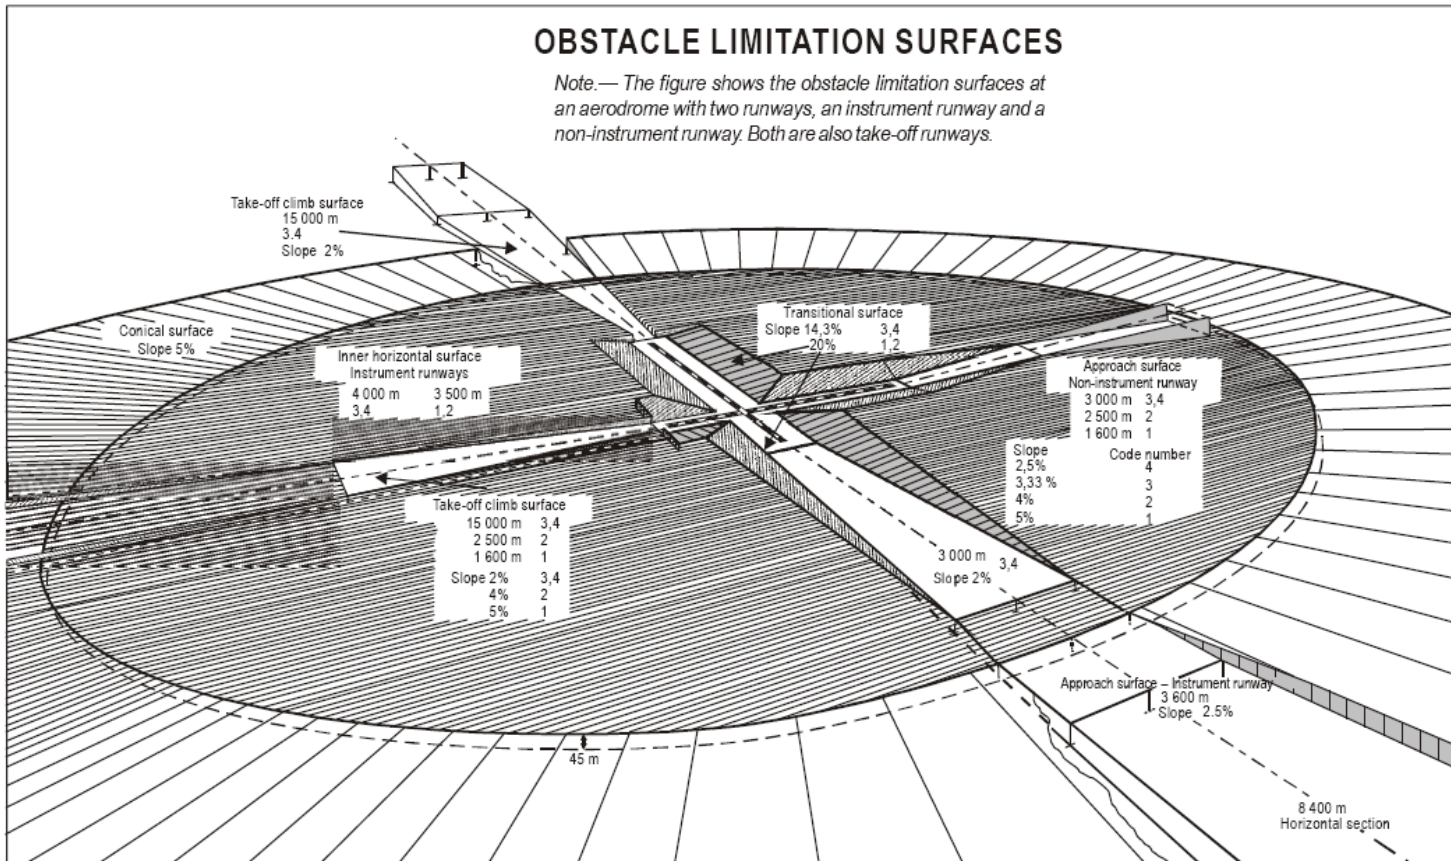 OBSTACLE LIMITATION SURFACES
Note.— The figure shows the obstacle limitation surfaces at
an aerodrome with two runways, an instrument runway and a
non-instrument runway. Both are also take-off runways.
Take-off climb surface
15 000 m
3.4
Slope 2%
Conical surface
Slope 5%
Inner horizontal surface
Instrument runways
4 000 m 3 500 m
3,4 1,2
Transitional surface
Slope 14,3% 3,4
20% 1,2
Approach surface
Non-instrument runway
3 000 m 3,4
2 500 m 2
1 600 m 1
Slope Code number
2,5% 4
3,33 % 3
4% 2
5% 1
Take-off climb surface
15 000 m 3,4
2 500 m 2
1 600 m 1
Slope 2% 3,4
4% 2
5% 1
3 000 m 3,4
Slope 2%
Approach surface – Instrument runway
3 600 m
Slope 2.5%
45 m
8 400 m
Horizontal section